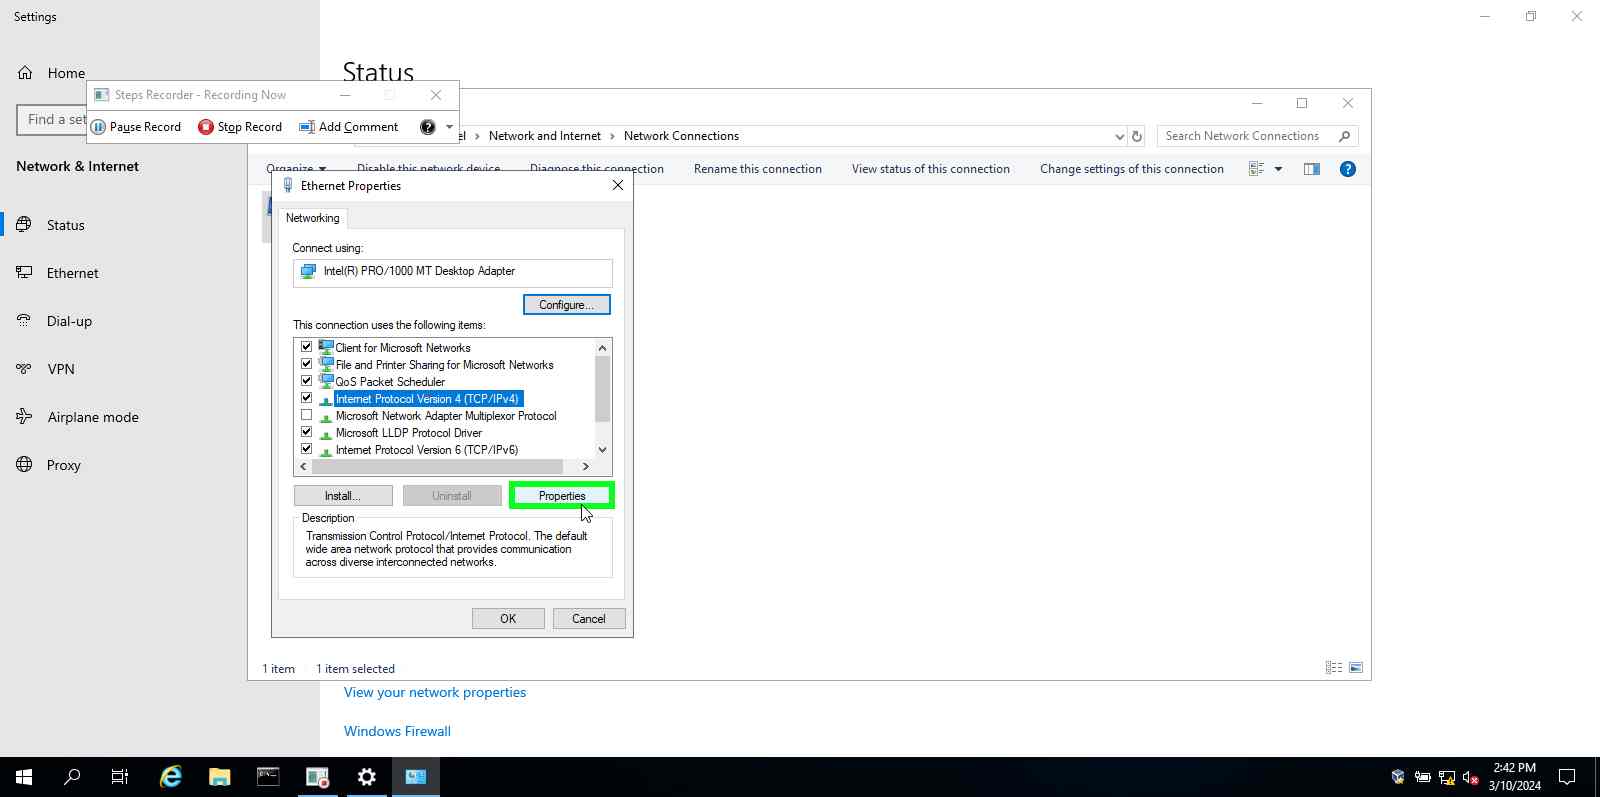 Settings
Home
Find a set
Network & Internet
Status
Ethernet
Dial-up
VPN
Airplane mode
Proxy
Status
Steps Recorder - Recording Now
Pause Record
Stop Record
Add Comment
Network and Internet
Network Connections
Search Network Connections
Organize
Disable this network device
Diagnose this connection
Rename this connection
View status of this connection
Change settings of this connection
Ethernet Properties
Networking
Connect using:
Intel(R) PRO/1000 MT Desktop Adapter
Configure...
This connection uses the following items:
Client for Microsoft Networks
File and Printer Sharing for Microsoft Networks
QoS Packet Scheduler
Internet Protocol Version 4 (TCP/IPv4)
Microsoft Network Adapter Multiplexor Protocol
Microsoft LLDP Protocol Driver
Internet Protocol Version 6 (TCP/IPv6)
Install...
Uninstall
Properties
Description
Transmission Control Protocol/Internet Protocol. The default
wide area network protocol that provides communication
across diverse interconnected networks.
OK
Cancel
1 item
1 item selected
View your network properties
Windows Firewall
2:42 PM
3/10/2024